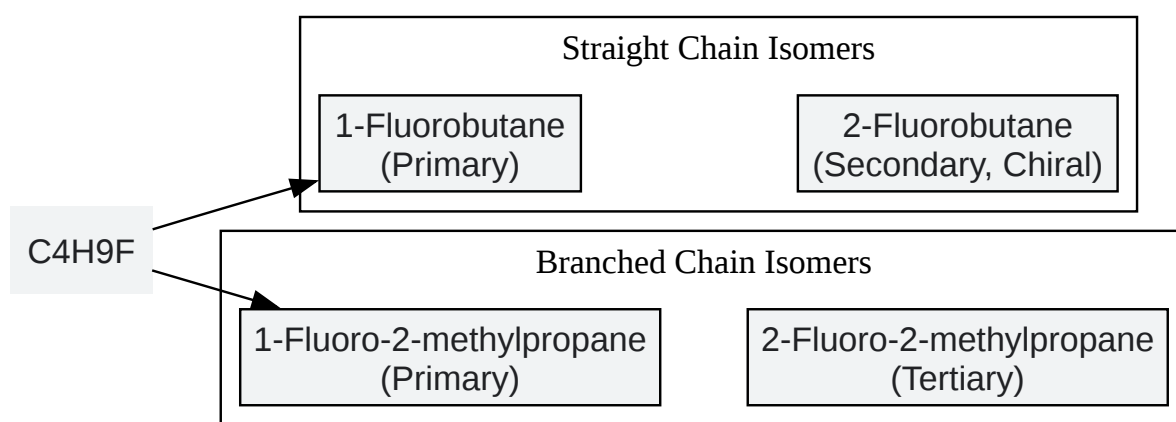 Straight Chain Isomers
1-Fluorobutane
(Primary)
2-Fluorobutane
(Secondary, Chiral)
C4H9F
Branched Chain Isomers
1-Fluoro-2-methylpropane
(Primary)
2-Fluoro-2-methylpropane
(Tertiary)